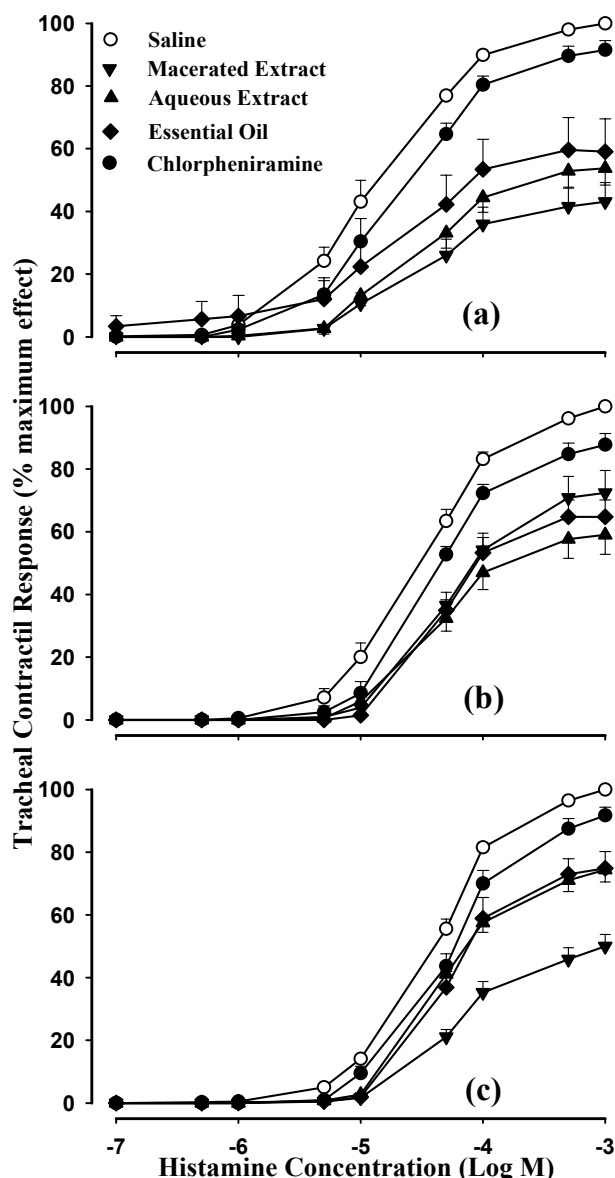 Tracheal Contractil Response (% maximum effect)
100
80
60
40
20
0
Saline
Macerated Extract
Aqueous Extract
Essential Oil
Chlorpheniramine
(a)
100
80
60
40
20
0
(b)
100
80
60
40
20
0
(c)
-7 -6 -5 -4 -3
Histamine Concentration (Log M)